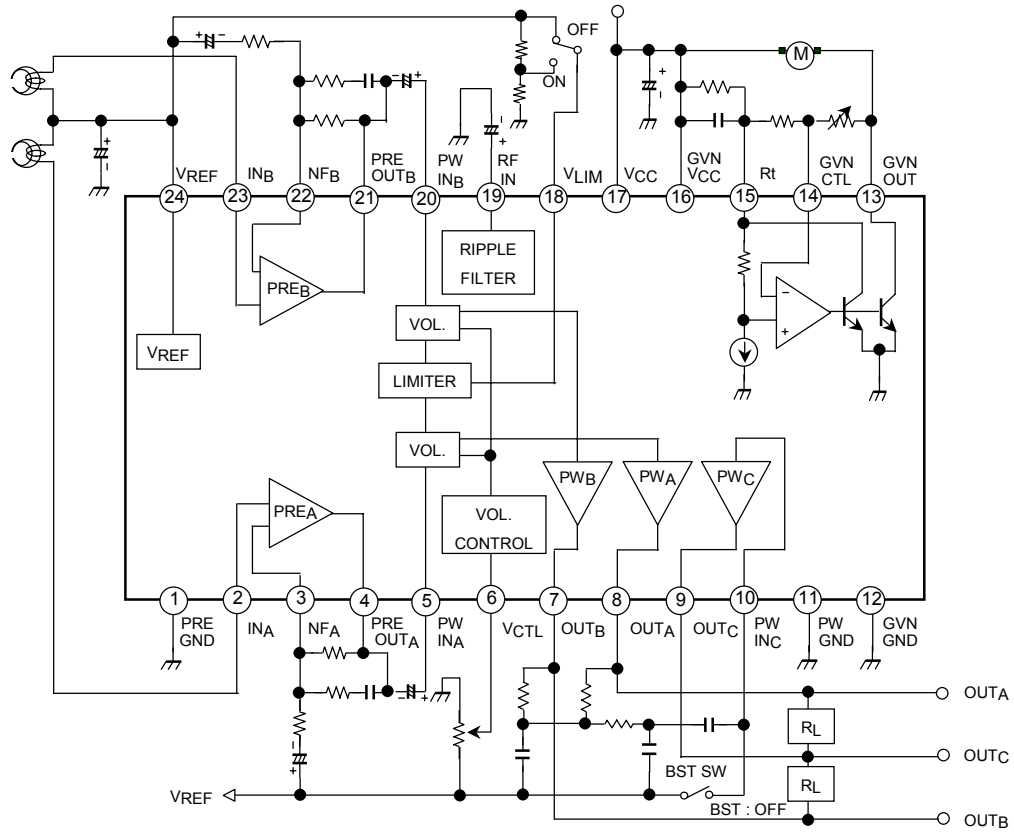 OFF
ON
M
+ -
+ -
- +
+ -
- +
+ -
VREF
INB
NFB
PRE OUTB
PW INB
RF IN
VLIM
VCC
GVN VCC
Rt
GVN CTL
GVN OUT
24
23
22
21
20
19
18
17
16
15
14
13
RIPPLE FILTER
PREB
VREF
VOL.
LIMITER
VOL.
VOL. CONTROL
-
+
PREA
PWB
PWA
PWC
1
2
3
4
5
6
7
8
9
10
11
12
PRE GND
INA
NFA
PRE OUTA
PW INA
VCTL
OUTB
OUTA
OUTC
PW INC
PW GND
GVN GND
- +
- +
VREF
BST SW
BST : OFF
OUTA
RL
OUTC
RL
OUTB